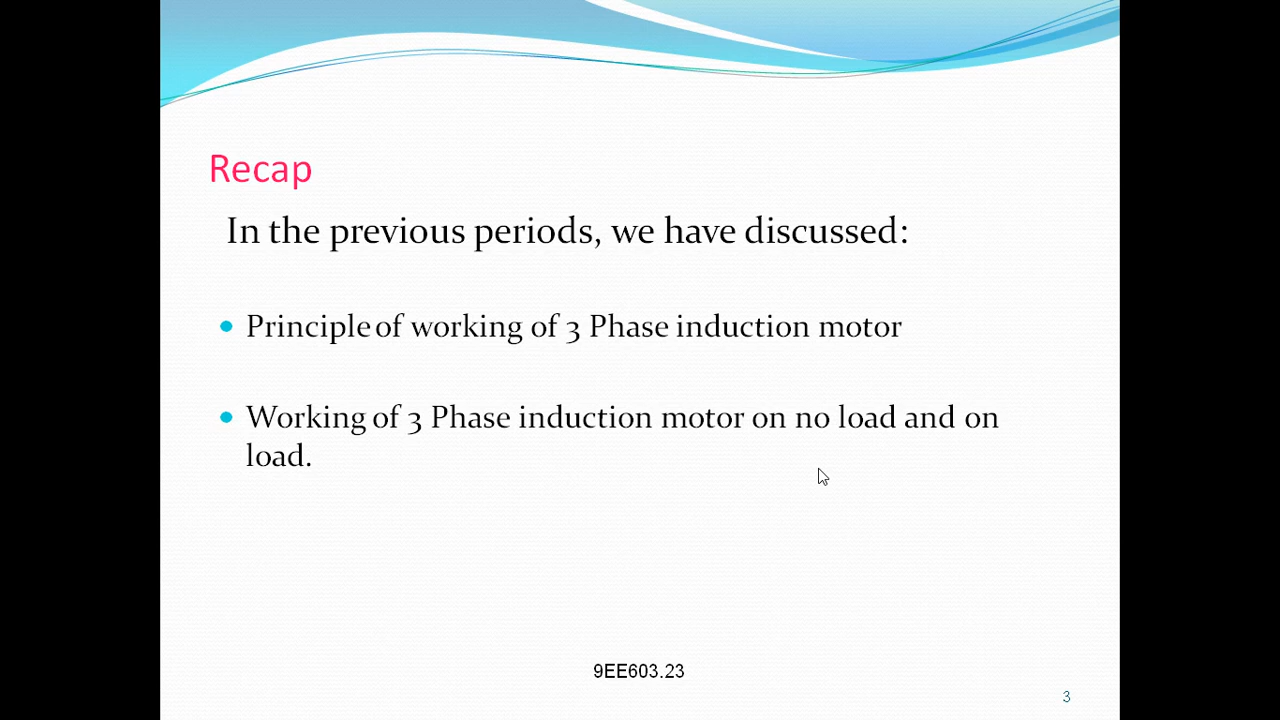 Recap
In the previous periods, we have discussed:
Principle of working of 3 Phase induction motor
Working of 3 Phase induction motor on no load and on
load.
9EE603.23
3